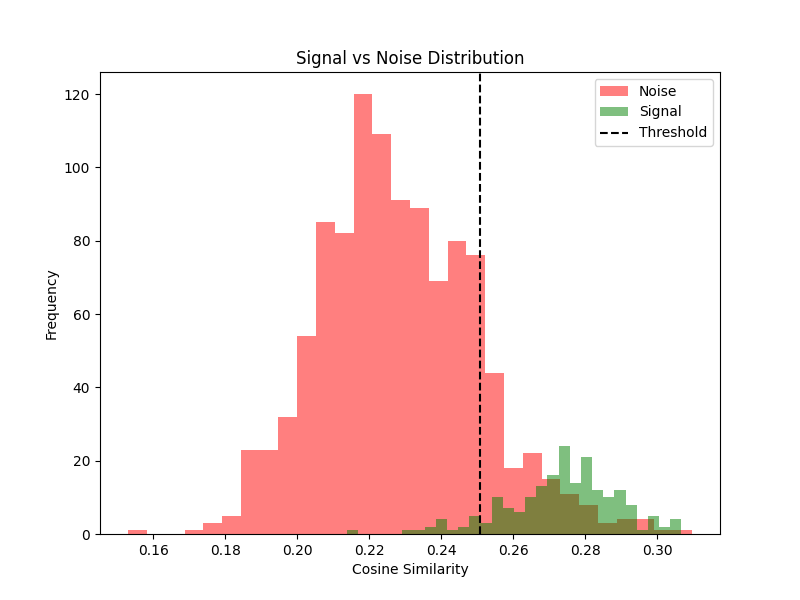 Signal vs Noise Distribution
Noise
Signal
Threshold
Frequency
120
100
80
60
40
20
0
0.16 0.18 0.20 0.22 0.24 0.26 0.28 0.30
Cosine Similarity